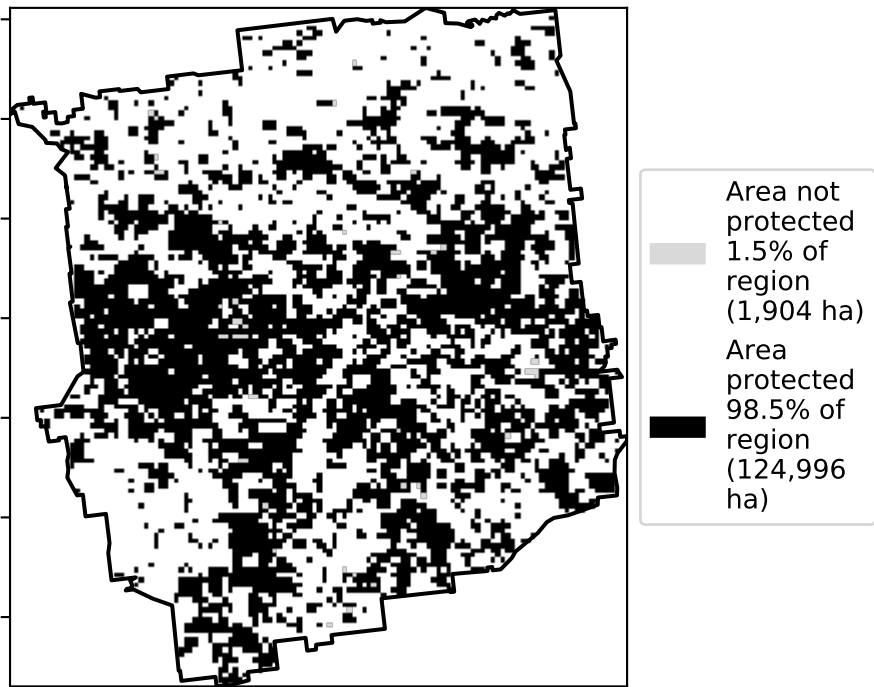 Area not
protected
1.5% of
region
(1,904 ha)
Area
protected
98.5% of
region
(124,996
ha)